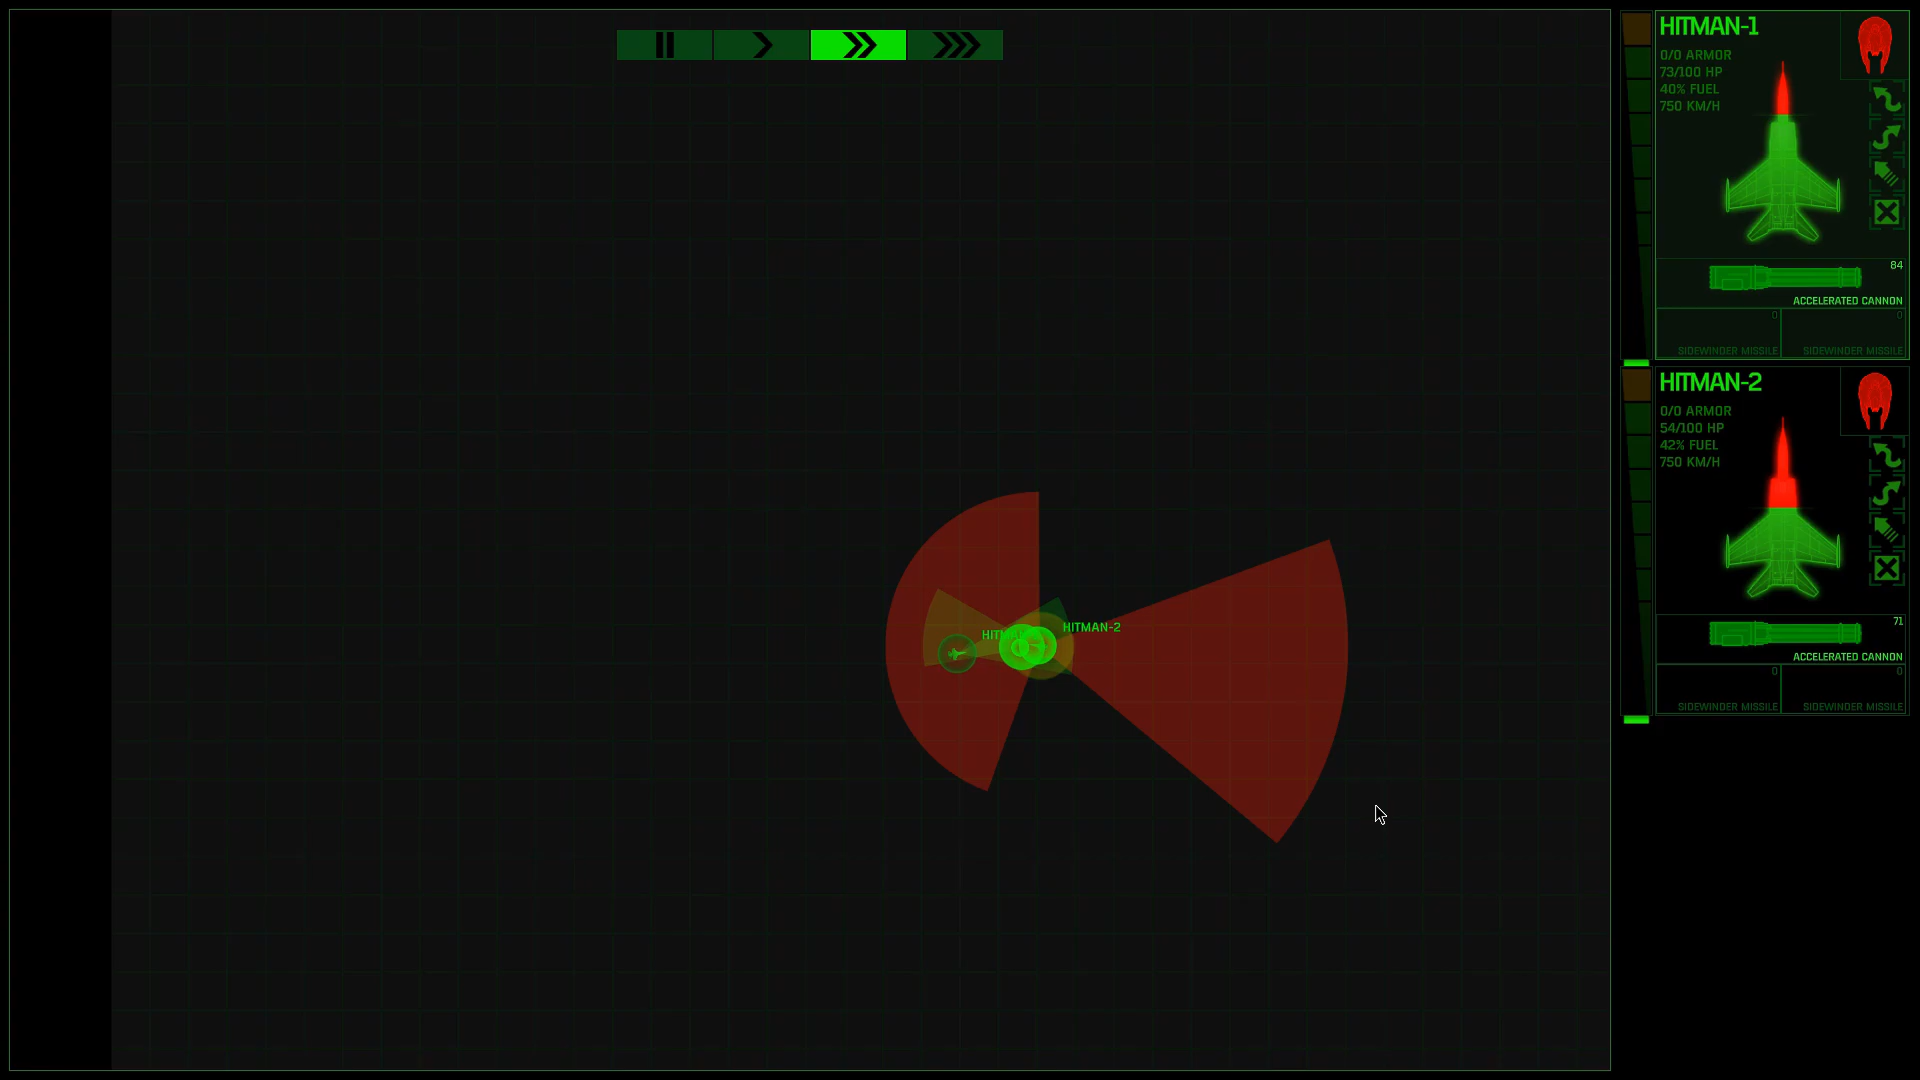 HITMAN-1
0/0 ARMOR
73/100 HP
40% FUEL
750 KM/H
84
ACCELERATED CANNON
0
0
SIDEWINDER MISSILE
SIDEWINDER MISSILE
HITMAN-2
0/0 ARMOR
54/100 HP
42% FUEL
750 KM/H
71
ACCELERATED CANNON
0
0
SIDEWINDER MISSILE
SIDEWINDER MISSILE
HITMAN-2